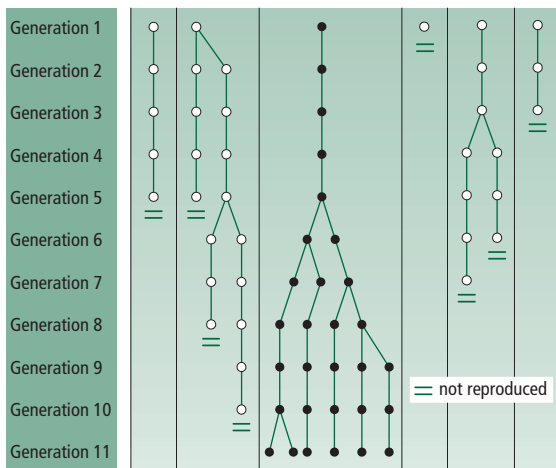 Generation 1
Generation 2
Generation 3
Generation 4
Generation 5
Generation 6
Generation 7
Generation 8
Generation 9
Generation 10
Generation 11
not reproduced